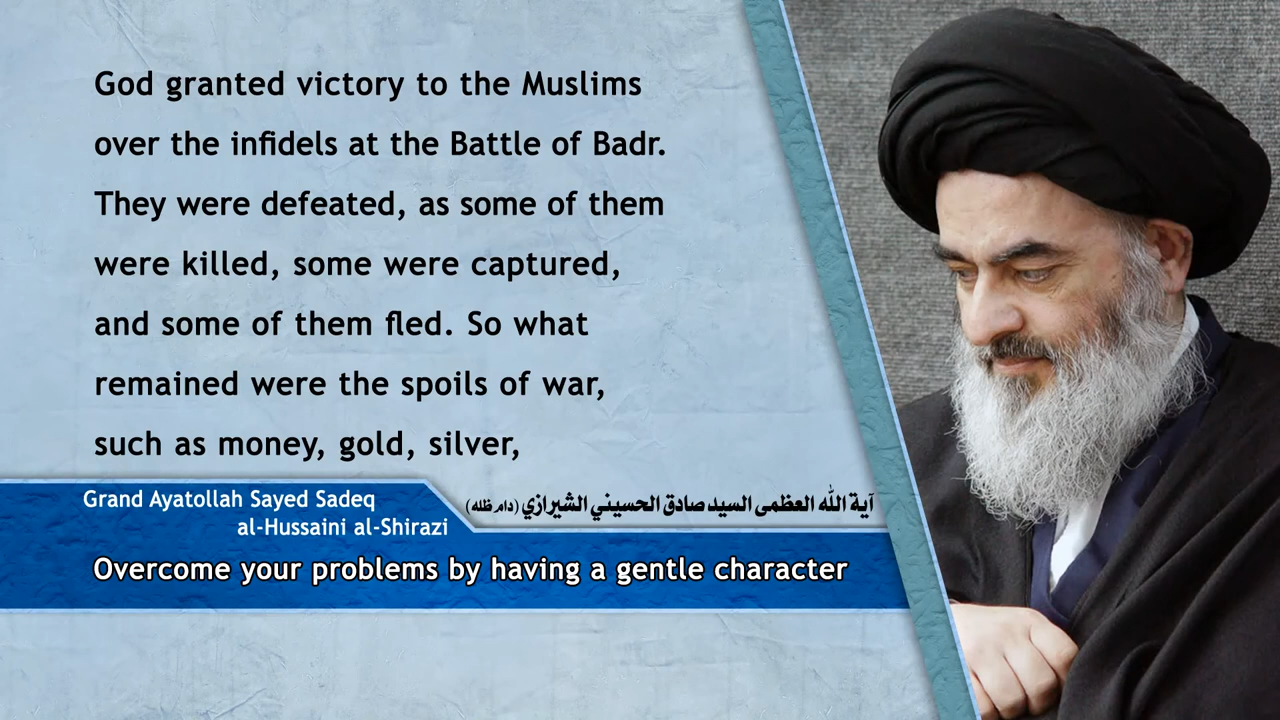 God granted victory to the Muslims
over the infidels at the Battle of Badr.
They were defeated, as some of them
were killed, some were captured,
and some of them fled. So what
remained were the spoils of war,
such as money, gold, silver,
Grand Ayatollah Sayed Sadeq
al-Hussaini al-Shirazi
آية الله العظمى السيد صادق الحسيني الشيرازي (دام ظله)
Overcome your problems by having a gentle character